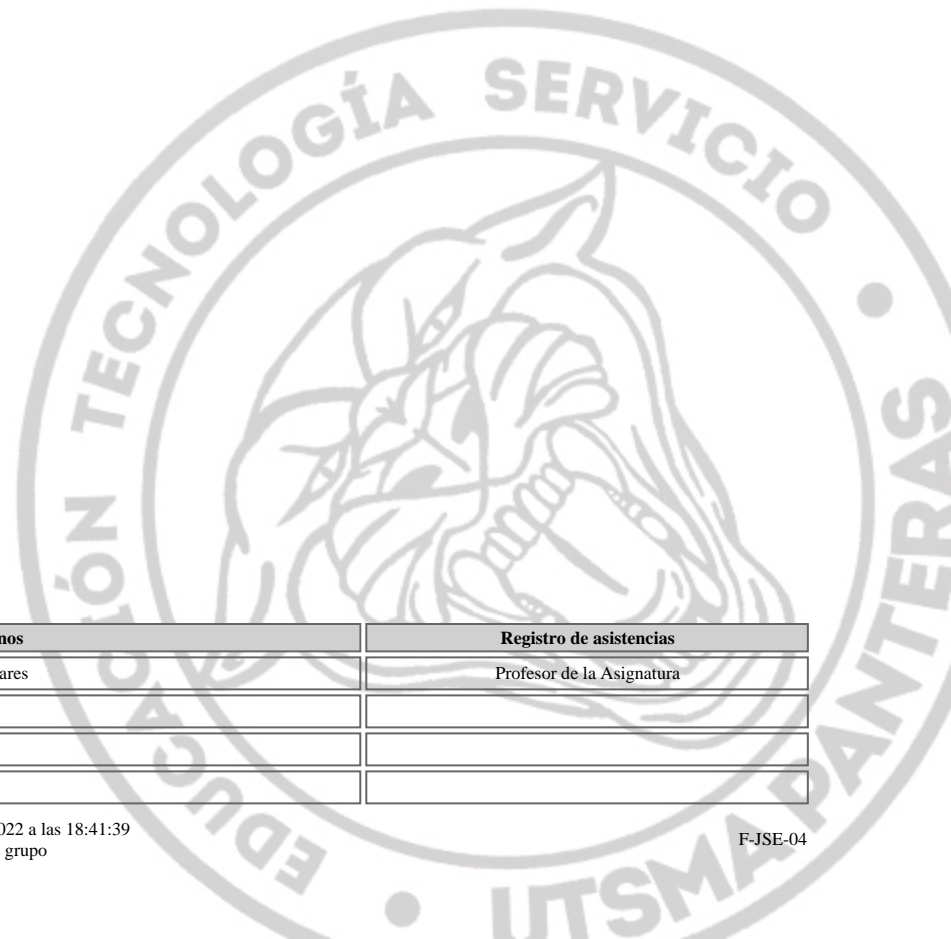 EDUCACIÓN TECNOLOGÍA SERVICIO • UTSMA PANTERAS •
nos
Registro de asistencias
ares
Profesor de la Asignatura
022 a las 18:41:39
grupo
F-JSE-04